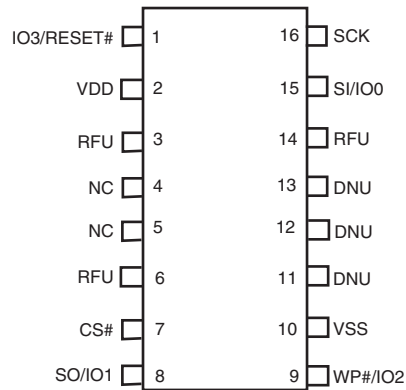 IO3/RESET# 1 16 SCK
VDD 2 15 SI/IO0
RFU 3 14 RFU
NC 4 13 DNU
NC 5 12 DNU
RFU 6 11 DNU
CS# 7 10 VSS
SO/IO1 8 9 WP#/IO2